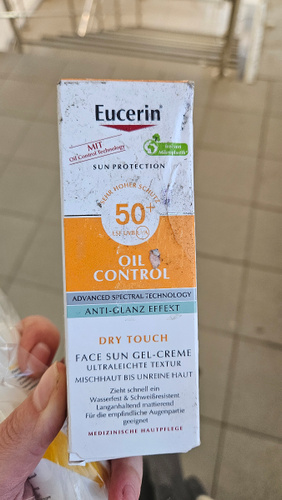 Eucerin
MIT
Oil Control Technology
SUN PROTECTION
SEHR HOHER SCHUTZ
50+
OIL
CONTROL
ADVANCED SPECTRAL TECHNOLOGY
ANTI-GLANZ EFFEKT
DRY TOUCH
FACE SUN GEL-CREME
ULTRALEICHTE TEXTUR
MISCHHAUT BIS UNREINE HAUT
Zieht schnell ein
Wasserfest & Schweißresistent
Langanhaltend mattierend
Für die empfindliche Augenpartie
geeignet
MEDIZINISCHE HAUTPFLEGE